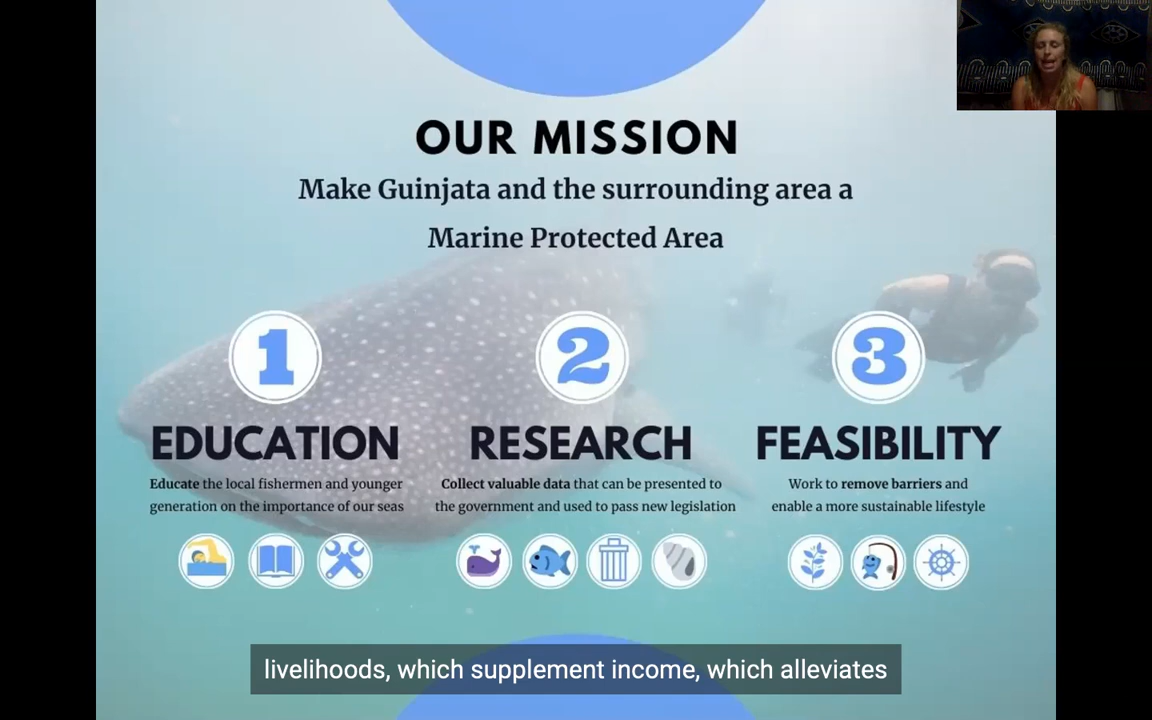 OUR MISSION
Make Guinjata and the surrounding area a
Marine Protected Area
1
2
3
EDUCATION
RESEARCH
FEASIBILITY
Educate the local fishermen and younger
generation on the importance of our seas
Collect valuable data that can be presented to
the government and used to pass new legislation
Work to remove barriers and
enable a more sustainable lifestyle
livelihoods, which supplement income, which alleviates